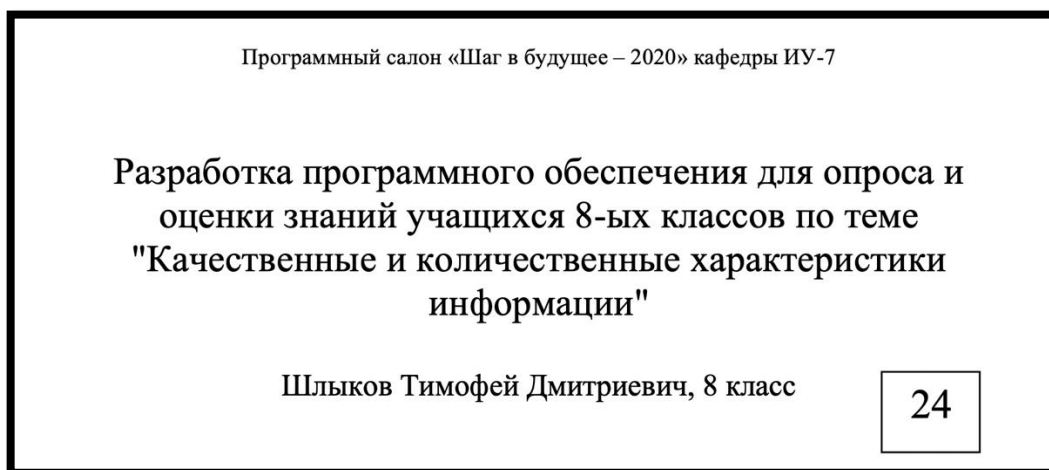 Программный салон «Шаг в будущее – 2020» кафедры ИУ-7
Разработка программного обеспечения для опроса и
оценки знаний учащихся 8-ых классов по теме
"Качественные и количественные характеристики
информации"
Шлыков Тимофей Дмитриевич, 8 класс
24